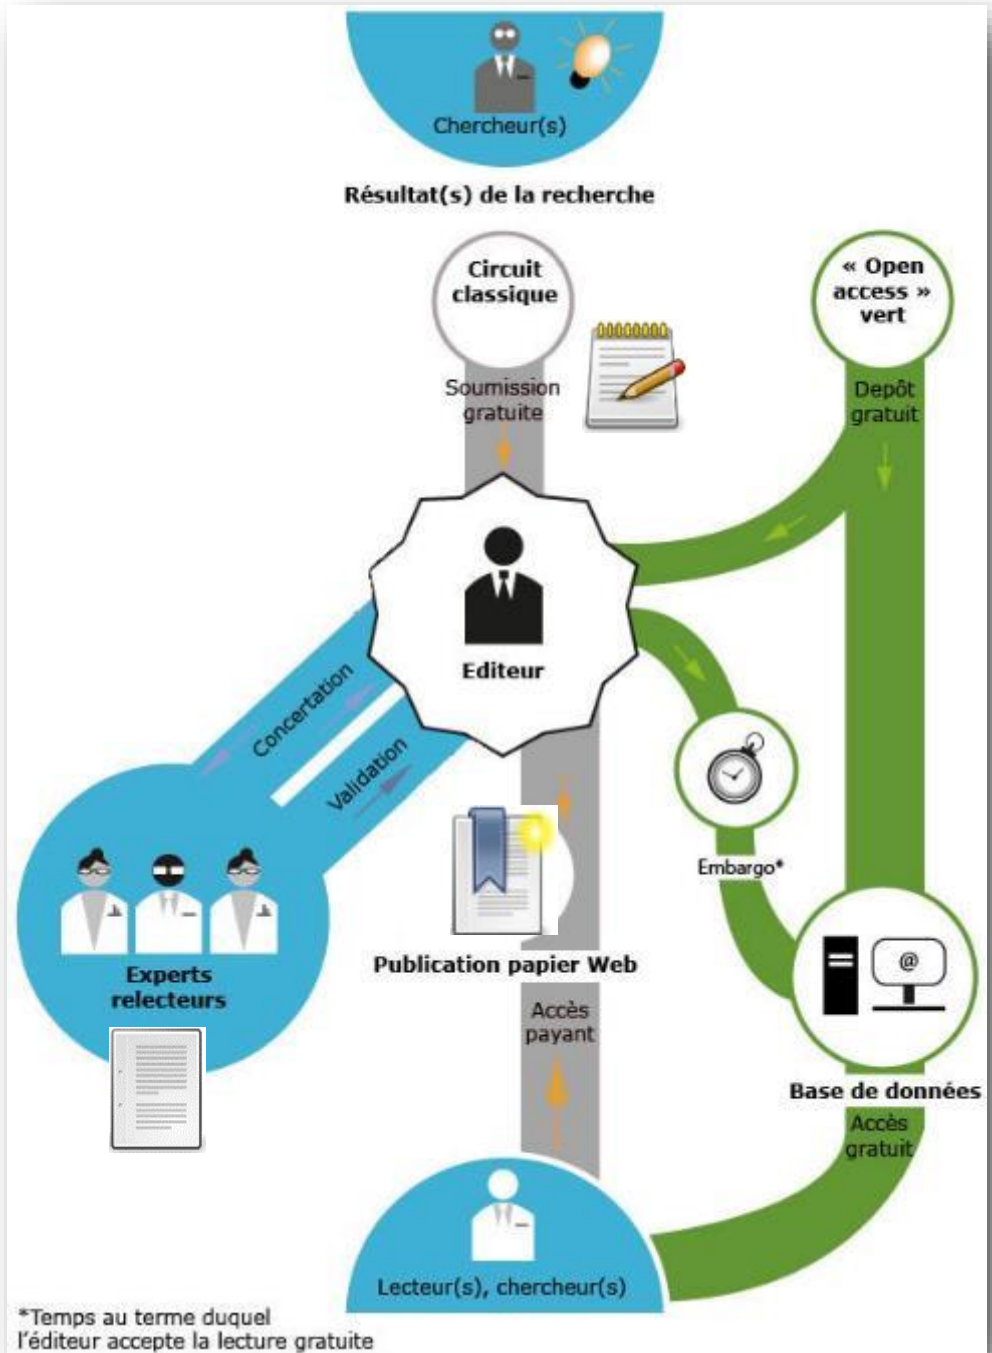 Chercheur(s)
Résultat(s) de la recherche
Circuit
classique
« Open
access »
vert
Soumission
gratuite
Depôt
gratuit
Editeur
Concertation
Validation
Embargo*
Experts
relecteurs
Publication papier Web
@
Accès
payant
Base de données
Accès
gratuit
Lecteur(s), chercheur(s)
*Temps au terme duquel
l'éditeur accepte la lecture gratuite